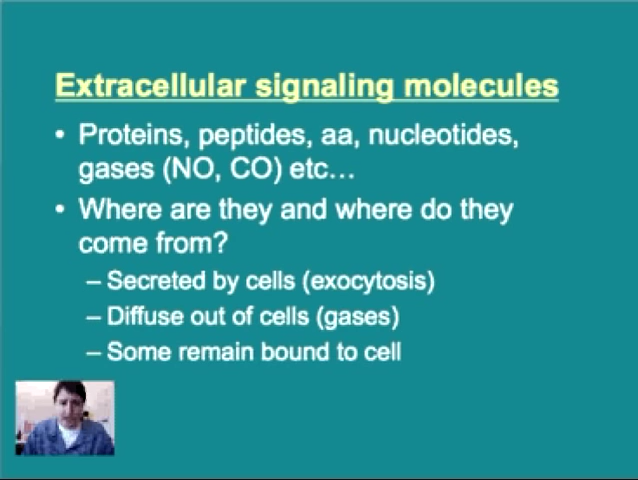 Extracellular signaling molecules
• Proteins, peptides, aa, nucleotides,
gases (NO, CO) etc...
• Where are they and where do they
come from?
– Secreted by cells (exocytosis)
– Diffuse out of cells (gases)
– Some remain bound to cell